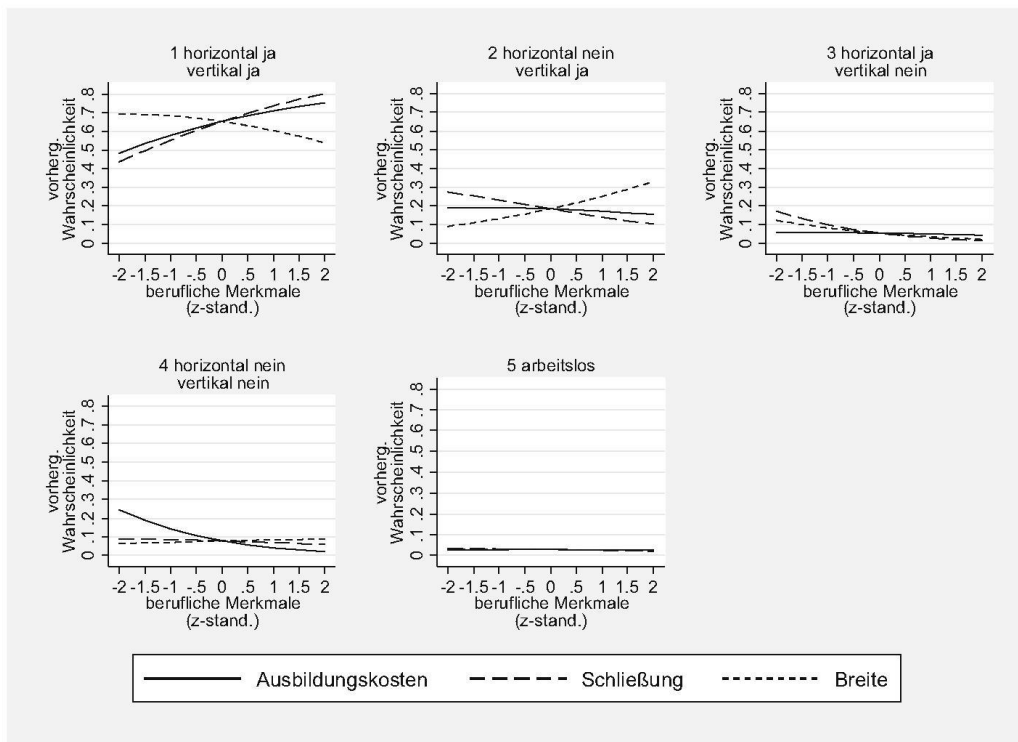 1 horizontal ja
vertikal ja
vorherg.
Wahrscheinlichkeit
0 .1 .2 .3 .4 .5 .6 .7 .8
-2 -1.5 -1 -.5 0 .5 1 1.5 2
berufliche Merkmale
(z-stand.)
2 horizontal nein
vertikal ja
vorherg.
Wahrscheinlichkeit
0 .1 .2 .3 .4 .5 .6 .7 .8
-2 -1.5 -1 -.5 0 .5 1 1.5 2
berufliche Merkmale
(z-stand.)
3 horizontal ja
vertikal nein
vorherg.
Wahrscheinlichkeit
0 .1 .2 .3 .4 .5 .6 .7 .8
-2 -1.5 -1 -.5 0 .5 1 1.5 2
berufliche Merkmale
(z-stand.)
4 horizontal nein
vertikal nein
vorherg.
Wahrscheinlichkeit
0 .1 .2 .3 .4 .5 .6 .7 .8
-2 -1.5 -1 -.5 0 .5 1 1.5 2
berufliche Merkmale
(z-stand.)
5 arbeitslos
vorherg.
Wahrscheinlichkeit
0 .1 .2 .3 .4 .5 .6 .7 .8
-2 -1.5 -1 -.5 0 .5 1 1.5 2
berufliche Merkmale
(z-stand.)
Ausbildungskosten Schließung Breite